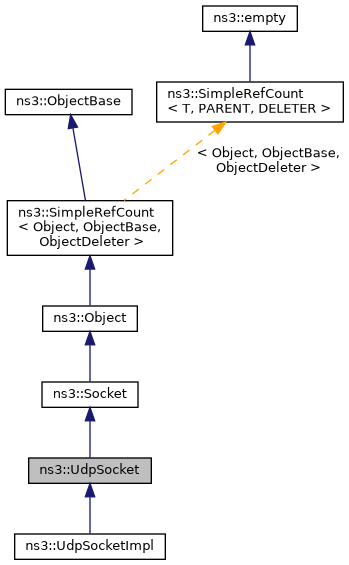 ns3::empty
ns3::ObjectBase
ns3::SimpleRefCount
< T, PARENT, DELETER >
< Object, ObjectBase,
ObjectDeleter >
ns3::SimpleRefCount
< Object, ObjectBase,
ObjectDeleter >
ns3::Object
ns3::Socket
ns3::UdpSocket
ns3::UdpSocketImpl